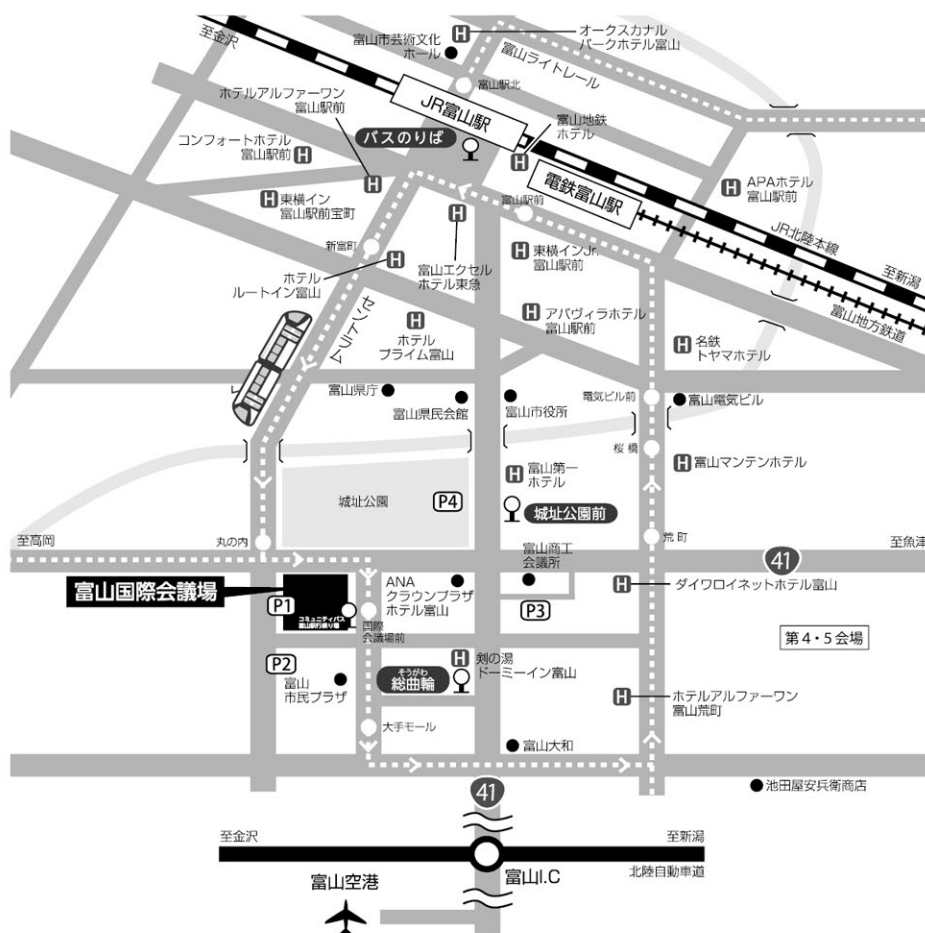 至金沢
富山市芸術文化
ホール
オークスカナル
パークホテル富山
富山ライトレール
富山駅北
JR富山駅
ホテルアルファーワン
富山駅前
バスのりば
富山地鉄
ホテル
コンフォートホテル
富山駅前
電鉄富山駅
APAホテル
富山駅前
東横イン
富山駅前宝町
富山駅前
JR北陸本線
新富町
富山エクセル
ホテル東急
東横インJr.
富山駅前
至新潟
ホテル
ルートイン富山
セントラム
アパヴィラホテル
富山駅前
富山地方鉄道
ホテル
プライム富山
名鉄
トヤマホテル
富山県庁
富山県民会館
富山市役所
電気ビル前
富山電気ビル
桜橋
富山第一
ホテル
富山マンテンホテル
城址公園
P4
城址公園前
至高岡
丸の内
富山商工
会議所
荒町
41
至魚津
富山国際会議場
P1
コミュニティバス
ANA
クラウンプラザ
ホテル富山
P3
ダイワロイネットホテル富山
国際
会議場前
第4・5会場
P2
富山
市民プラザ
そうがわ
総曲輪
剣の湯
ドーミーイン富山
ホテルアルファーワン
富山荒町
大手モール
富山大和
41
池田屋安兵衛商店
至金沢
至新潟
富山I.C
北陸自動車道
富山空港